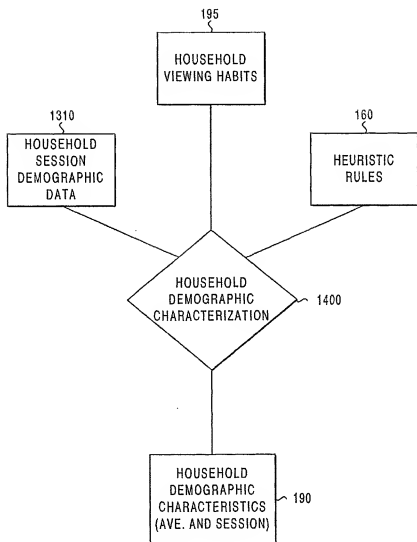 195
HOUSEHOLD
VIEWING HABITS
1310
HOUSEHOLD
SESSION
DEMOGRAPHIC
DATA
160
HEURISTIC
RULES
HOUSEHOLD
DEMOGRAPHIC
CHARACTERIZATION
1400
HOUSEHOLD
DEMOGRAPHIC
CHARACTERISTICS
(AVE. AND SESSION)
190